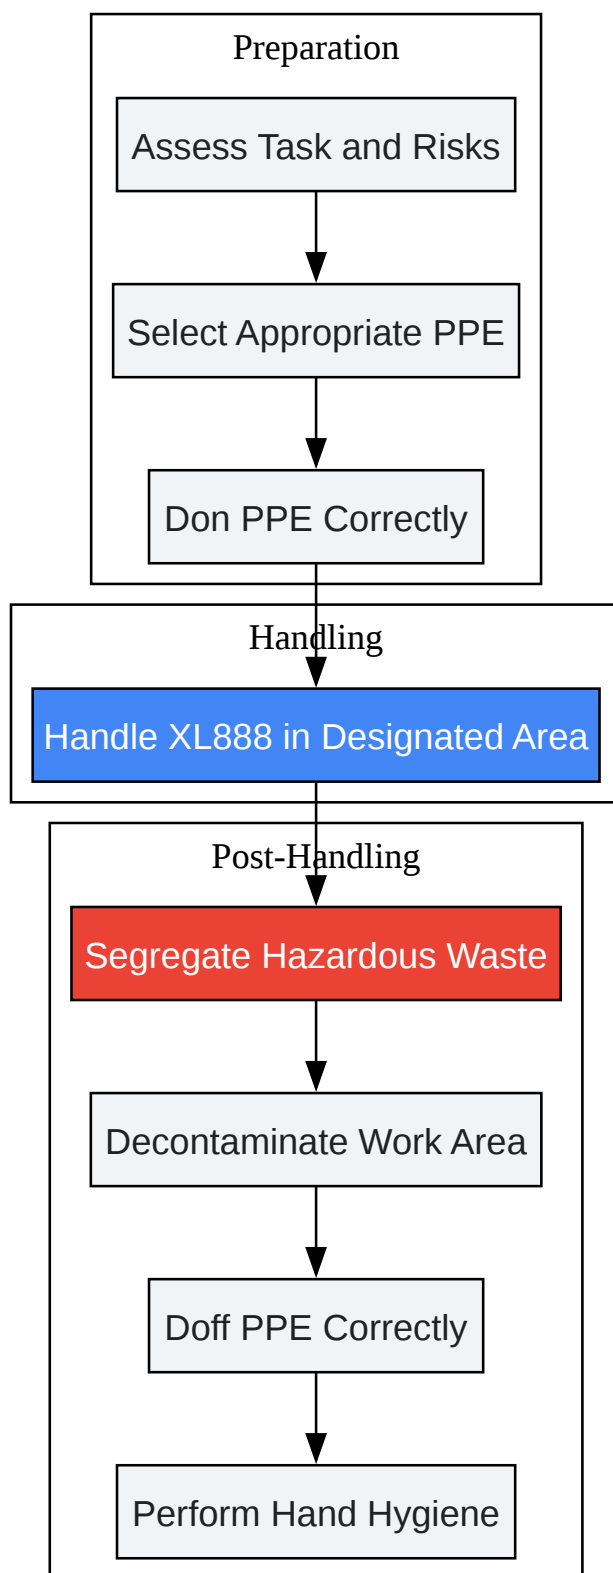 Preparation
Assess Task and Risks
Select Appropriate PPE
Don PPE Correctly
Handling
Handle XL888 in Designated Area
Post-Handling
Segregate Hazardous Waste
Decontaminate Work Area
Doff PPE Correctly
Perform Hand Hygiene